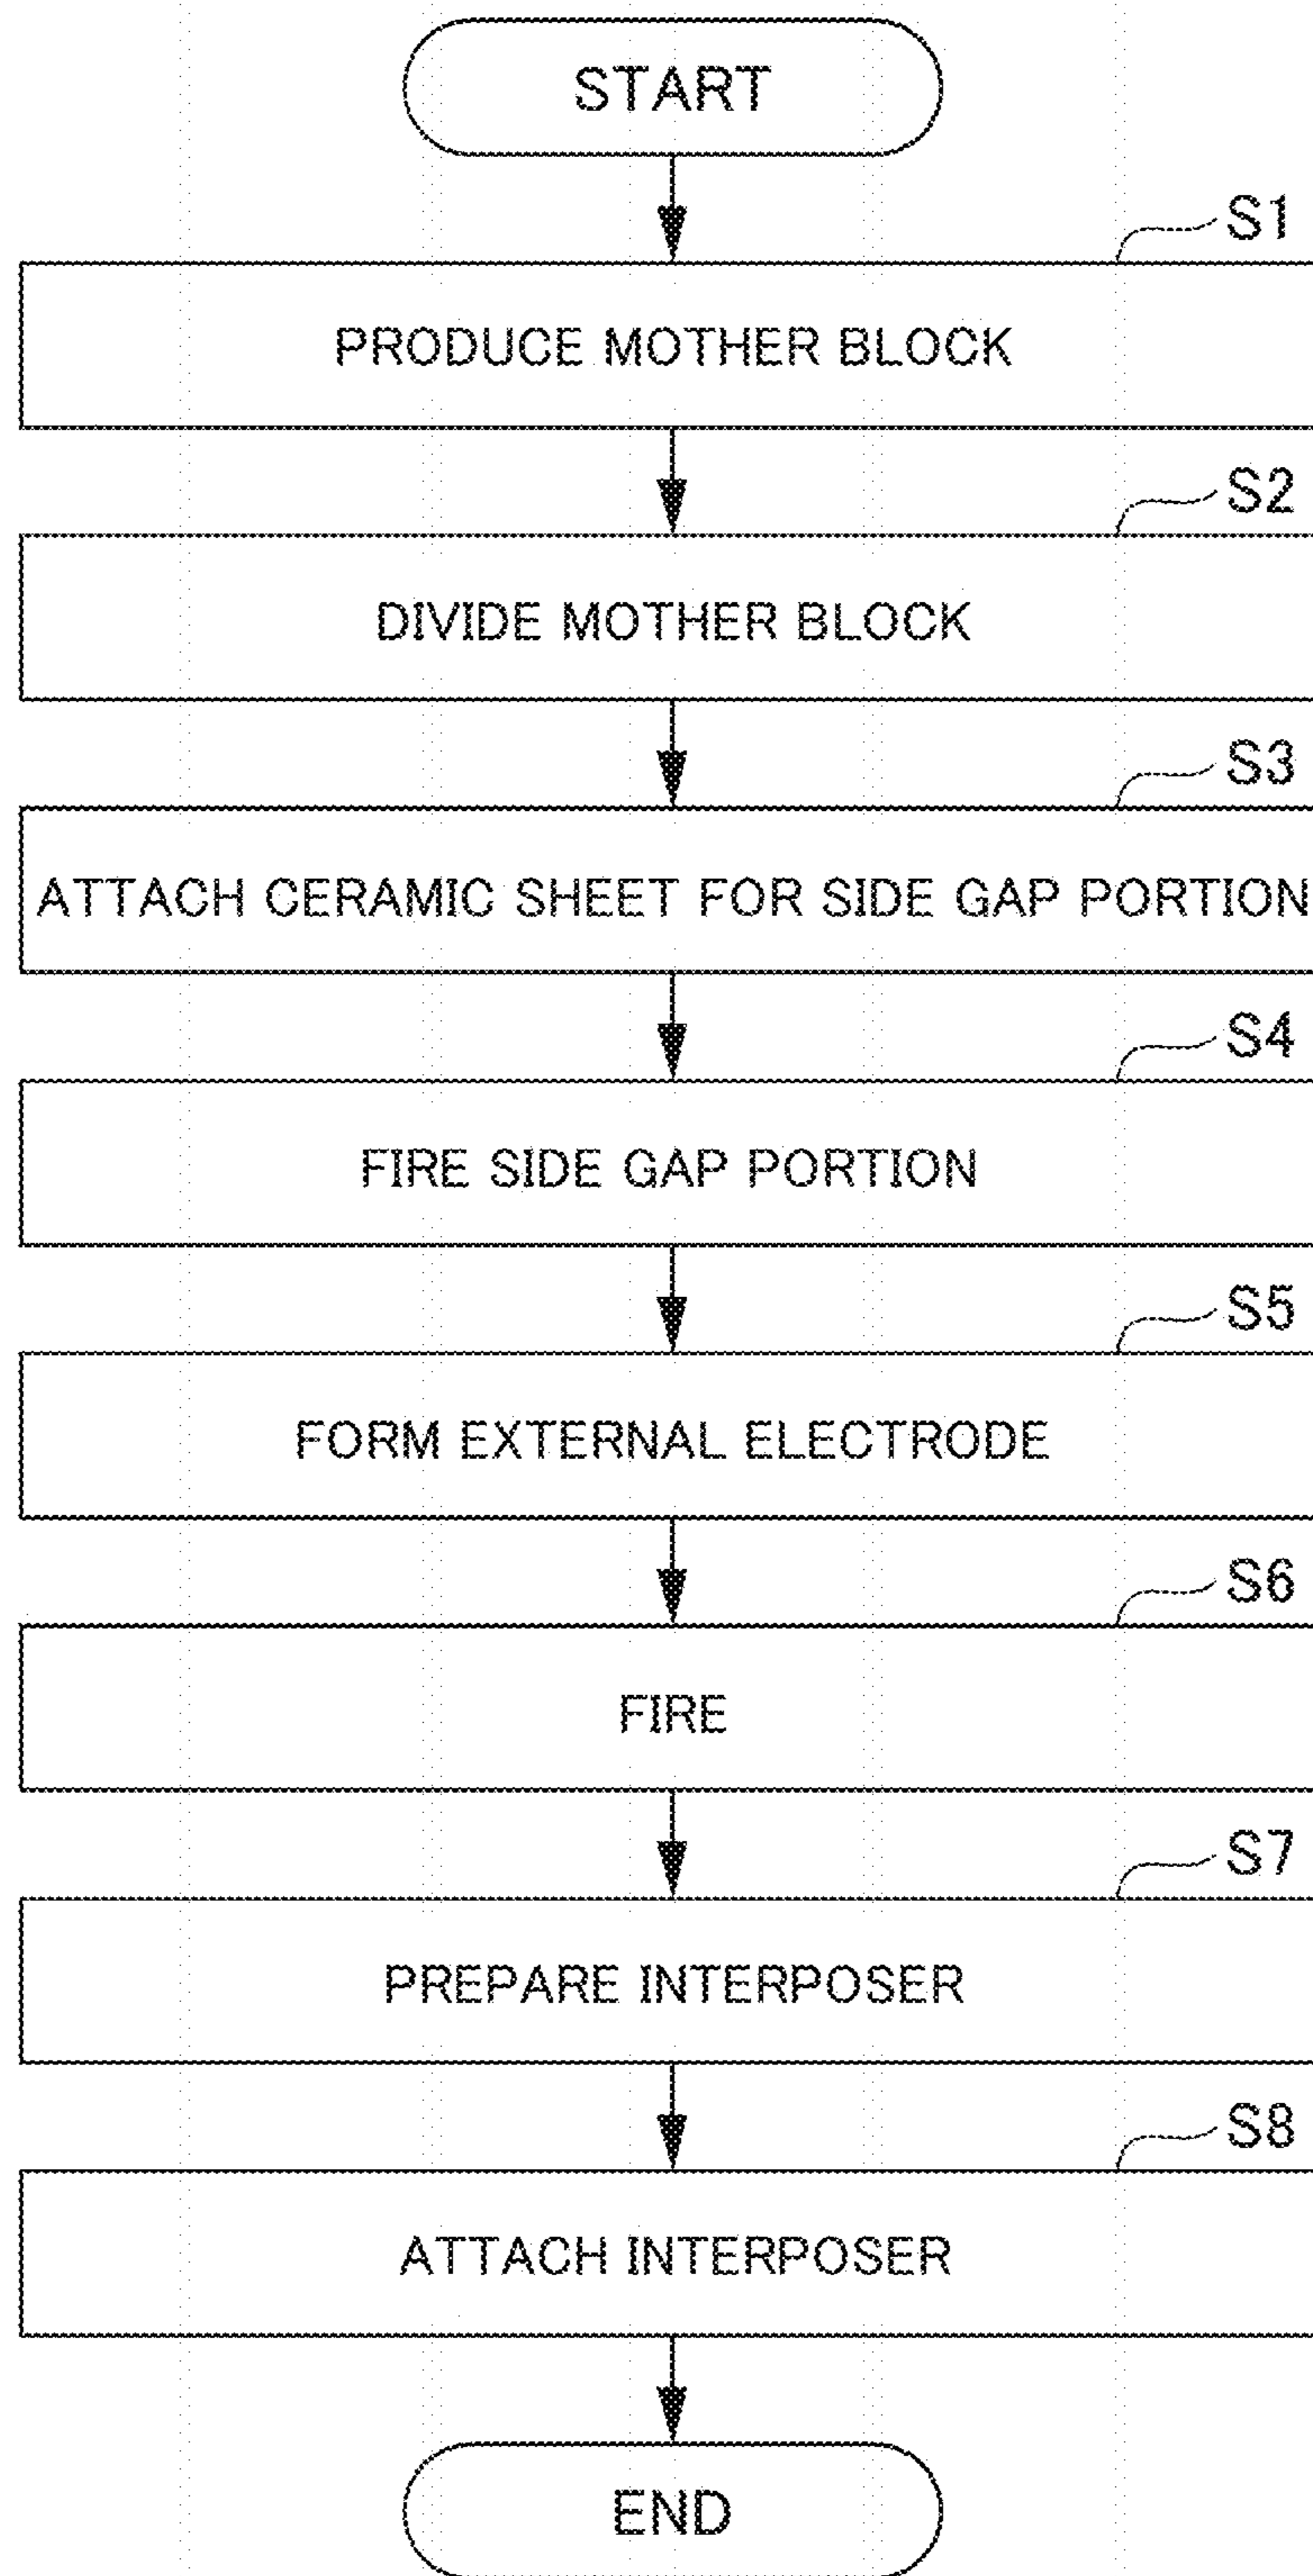 START
S1
PRODUCE MOTHER BLOCK
S2
DIVIDE MOTHER BLOCK
S3
ATTACH CERAMIC SHEET FOR SIDE GAP PORTION
S4
FIRE SIDE GAP PORTION
S5
FORM EXTERNAL ELECTRODE
S6
FIRE
S7
PREPARE INTERPOSER
S8
ATTACH INTERPOSER
END